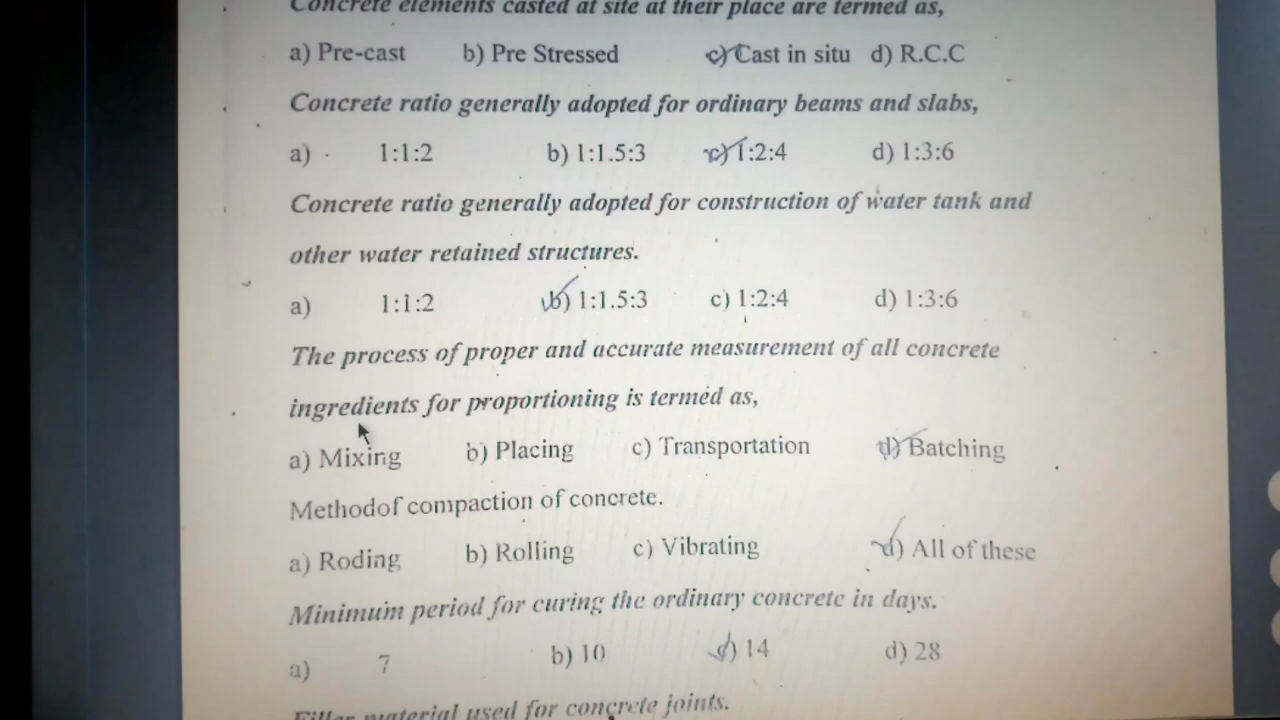 Concrete elements casted at site at their place are termed as,
a) Pre-cast b) Pre Stressed c) Cast in situ d) R.C.C
Concrete ratio generally adopted for ordinary beams and slabs,
a) 1:1:2 b) 1:1.5:3 c) 1:2:4 d) 1:3:6
Concrete ratio generally adopted for construction of water tank and
other water retained structures.
a) 1:1:2 b) 1:1.5:3 c) 1:2:4 d) 1:3:6
The process of proper and accurate measurement of all concrete
ingredients for proportioning is termed as,
a) Mixing b) Placing c) Transportation d) Batching
Methodof compaction of concrete.
a) Roding b) Rolling c) Vibrating d) All of these
Minimum period for curing the ordinary concrete in days.
a) 7 b) 10 c) 14 d) 28
Filler material used for concrete joints.